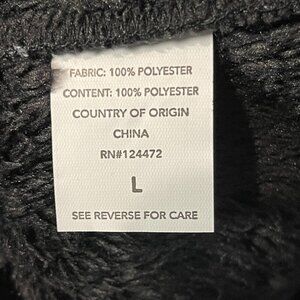 FABRIC: 100% POLYESTER
CONTENT: 100% POLYESTER
COUNTRY OF ORIGIN
CHINA
RN#124472
L
SEE REVERSE FOR CARE